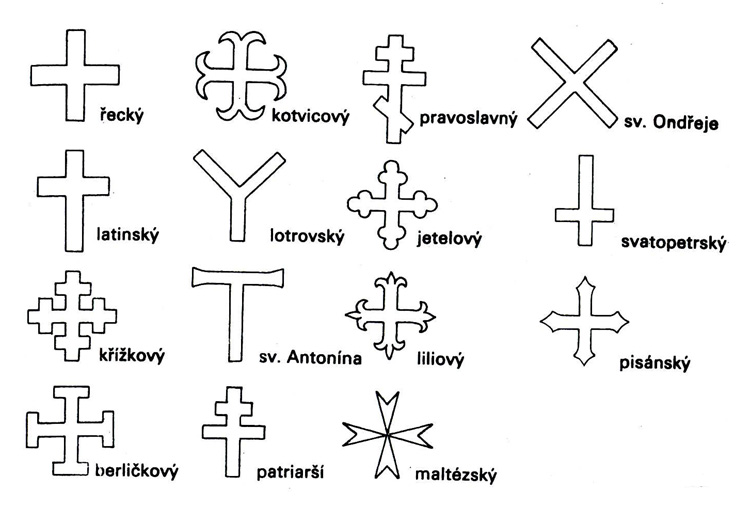 řecký
kotvicový
pravoslavný
sv. Ondřeje
latinský
lotrovský
jetelový
svatopetrský
křížkový
sv. Antonína
liliový
pisánský
berličkový
patriarší
maltézský